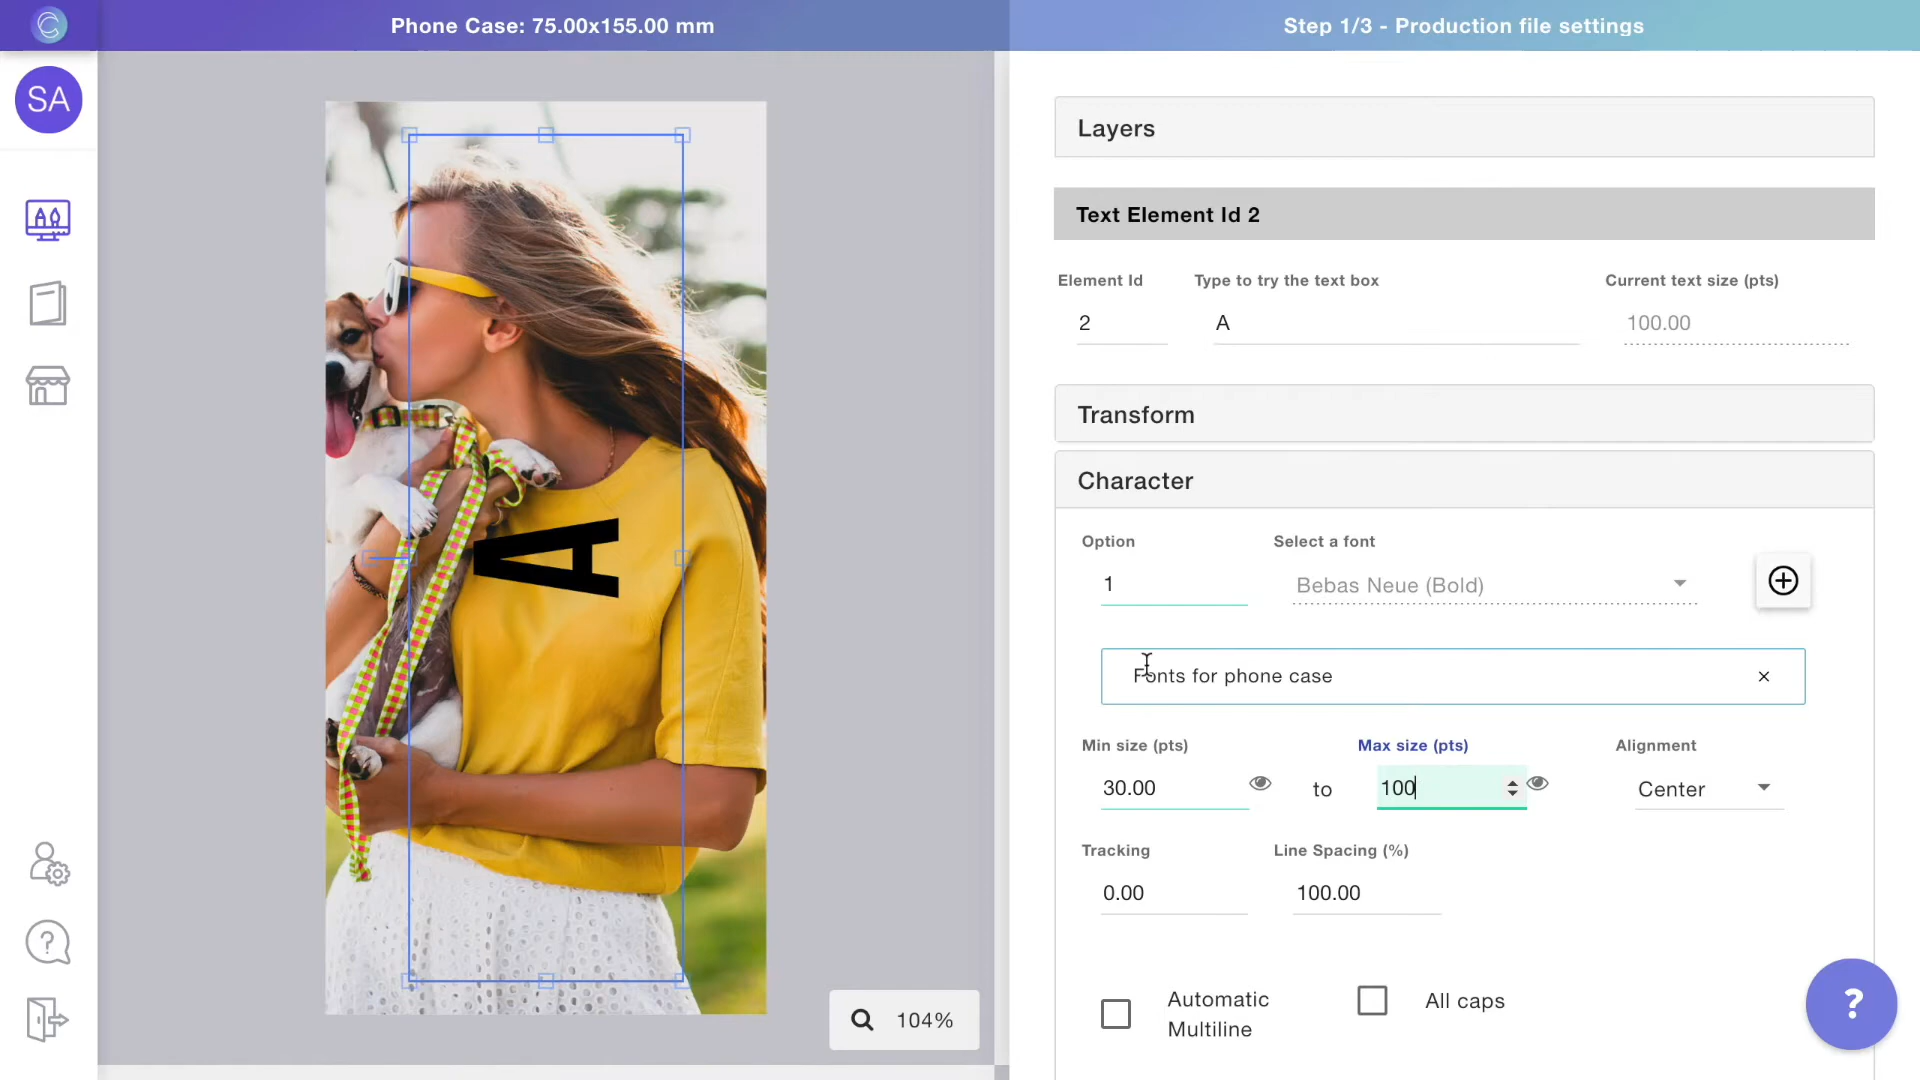 Phone Case: 75.00x155.00 mm
Step 1/3 - Production file settings
SA
Layers
Text Element Id 2
Element Id
Type to try the text box
Current text size (pts)
2
A
100.00
Transform
Character
Option
Select a font
1
Bebas Neue (Bold)
Fonts for phone case
×
Min size (pts)
Max size (pts)
Alignment
30.00
to
100
Center
Tracking
Line Spacing (%)
0.00
100.00
Automatic
Multiline
All caps
A
104%
?